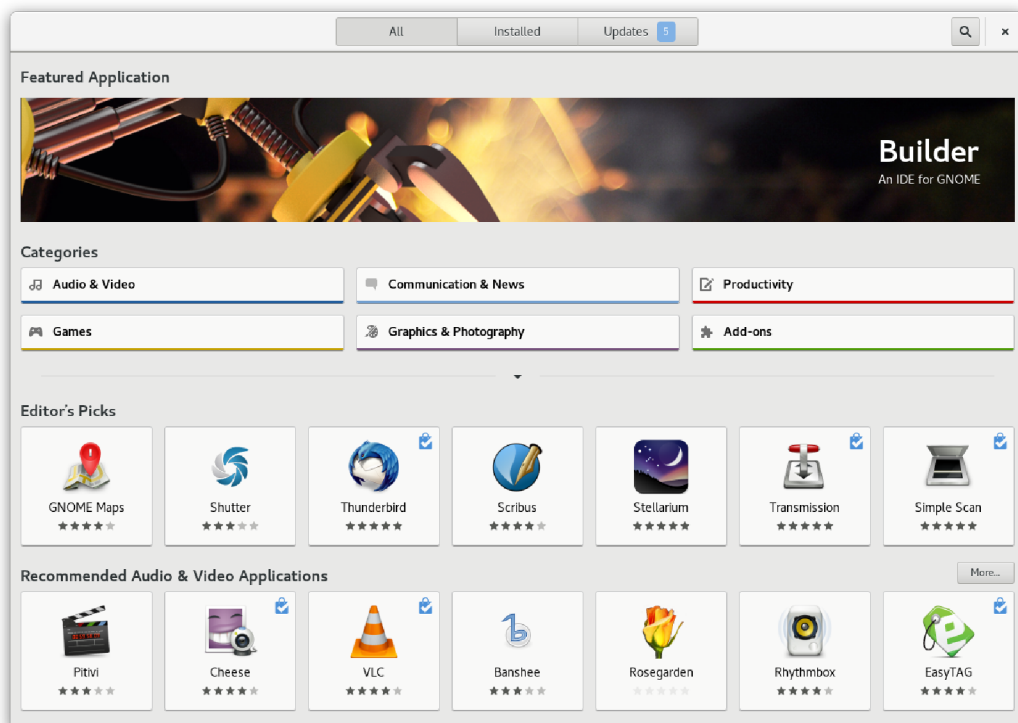 All Installed Updates 5
Featured Application
Builder
An IDE for GNOME
Categories
Audio & Video Communication & News Productivity
Games Graphics & Photography Add-ons
Editor's Picks
GNOME Maps Shutter Thunderbird Scribus Stellarium Transmission Simple Scan
Recommended Audio & Video Applications More...
Pitivi Cheese VLC Banshee Rosegarden Rhythmbox EasyTAG